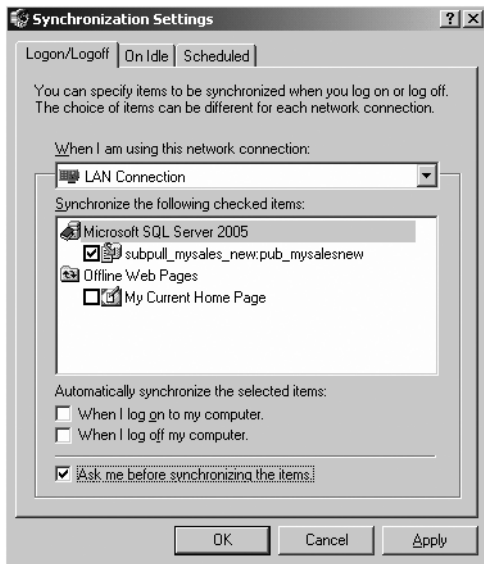 Synchronization Settings
Logon/Logoff On Idle Scheduled
You can specify items to be synchronized when you log on or log off.
The choice of items can be different for each network connection.
When I am using this network connection:
LAN Connection
Synchronize the following checked items:
Microsoft SQL Server 2005
subpull_mysales_new:pub_mysalesnew
Offline Web Pages
My Current Home Page
Automatically synchronize the selected items:
When I log on to my computer.
When I log off my computer.
Ask me before synchronizing the items.
OK Cancel Apply